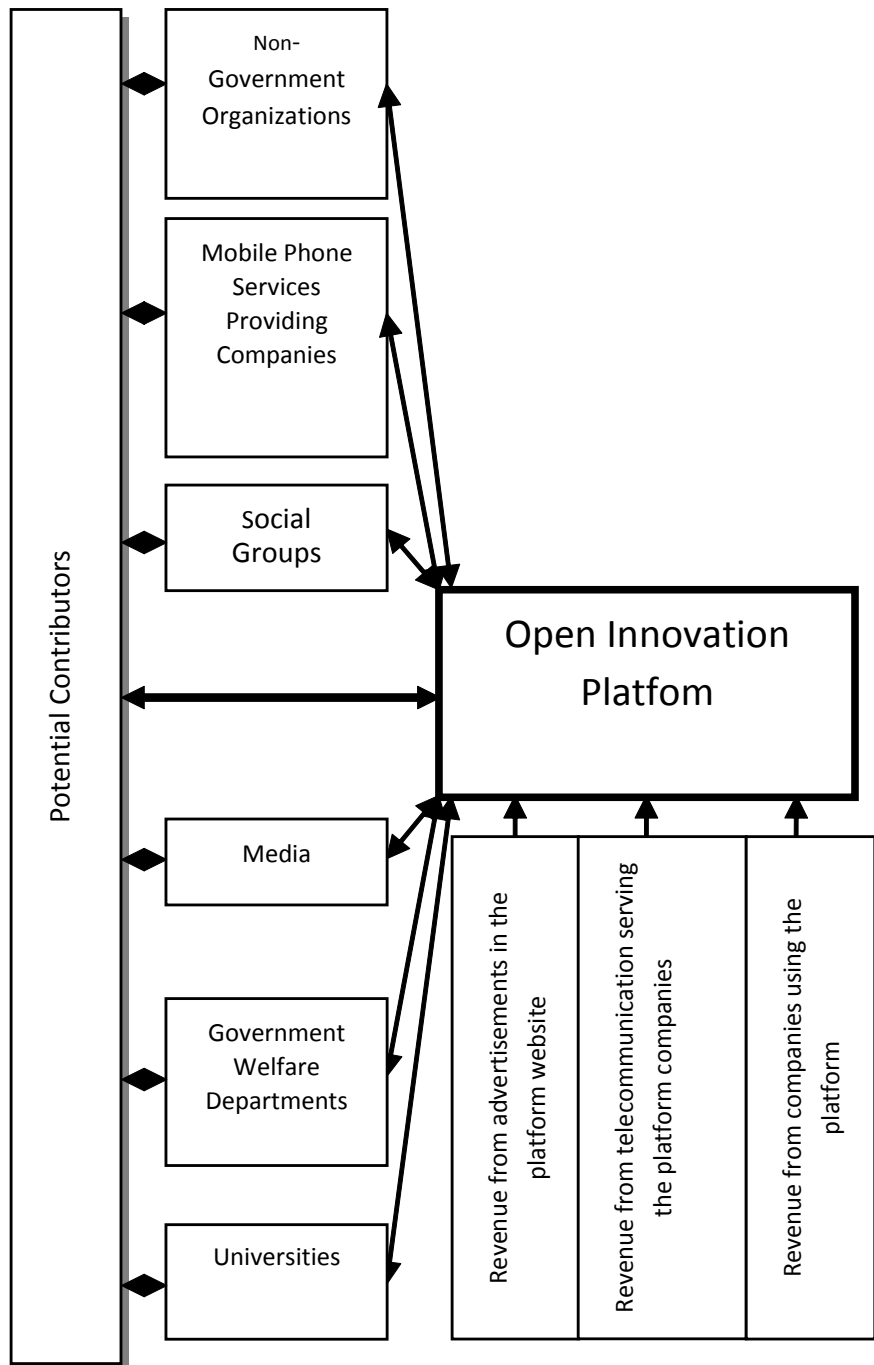 Potential Contributors
Non-
Government
Organizations
Mobile Phone
Services
Providing
Companies
Social
Groups
Open Innovation
Platfom
Media
Government
Welfare
Departments
Universities
Revenue from advertisements in the
platform website
Revenue from telecommunication serving
the platform companies
Revenue from companies using the
platform